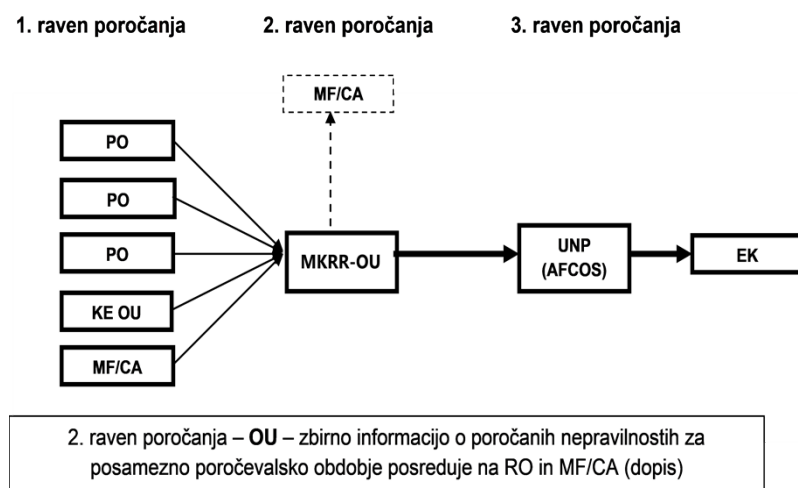 1. raven poročanja 2. raven poročanja 3. raven poročanja
MF/CA
PO
PO
PO
KE OU
MF/CA
MKRR-OU
UNP
(AFCOS)
EK
2. raven poročanja – OU – zbirno informacijo o poročanih nepravilnostih za
posamezno poročevalsko obdobje posreduje na RO in MF/CA (dopis)